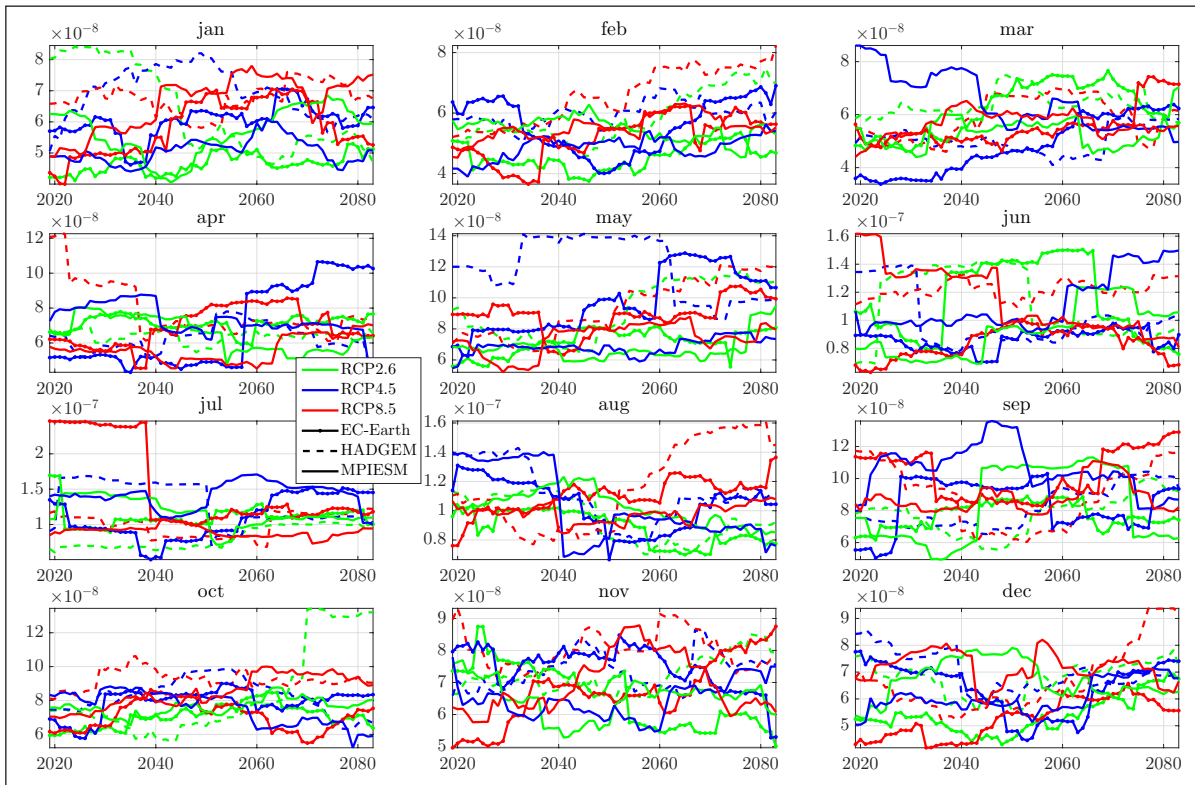 jan feb mar
×10-8 ×10-8 ×10-8
8 8 8
7
6 6 6
5
4 4
2020 2040 2060 2080 2020 2040 2060 2080 2020 2040 2060 2080
apr may jun
×10-8 ×10-8 ×10-7
12 14 1.6
10 12 1.4
8 10 1.2
6 8 1
6 0.8
2020 2040 2060 2080 2020 2040 2060 2080 2020 2040 2060 2080
RCP2.6
RCP4.5
RCP8.5
EC-Earth
HADGEM
MPIESM
jul aug sep
×10-7 ×10-7 ×10-8
2 1.6 12
1.5 1.4 10
1 1.2 8
1 6
0.8
2020 2040 2060 2080 2020 2040 2060 2080 2020 2040 2060 2080
oct nov dec
×10-8 ×10-8 ×10-8
12 9 9
10 8 8
8 7 7
6 6 6
5 5
2020 2040 2060 2080 2020 2040 2060 2080 2020 2040 2060 2080